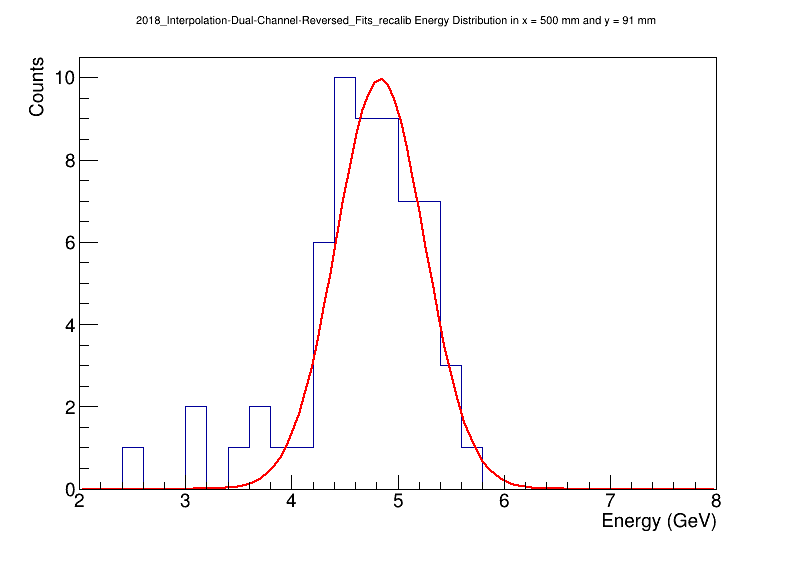 2018_Interpolation-Dual-Channel-Reversed_Fits_recalib Energy Distribution in x = 500 mm and y = 91 mm
Counts
10
8
6
4
2
0
2 3 4 5 6 7 8
Energy (GeV)